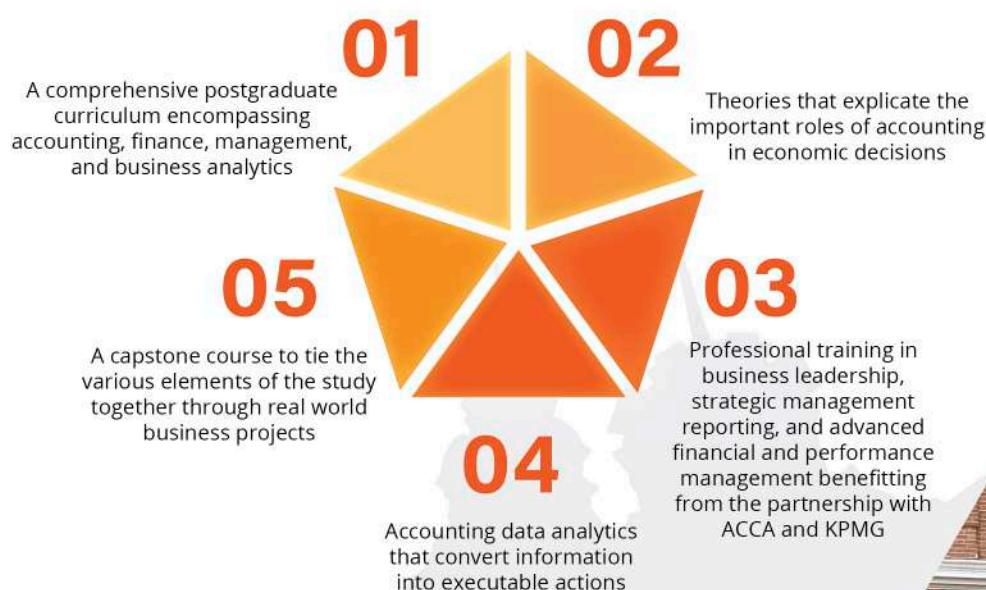 01
A comprehensive postgraduate
curriculum encompassing
accounting, finance, management,
and business analytics
02
Theories that explicate the
important roles of accounting
in economic decisions
03
Professional training in
business leadership,
strategic management
reporting, and advanced
financial and performance
management benefitting
from the partnership with
ACCA and KPMG
04
Accounting data analytics
that convert information
into executable actions
05
A capstone course to tie the
various elements of the study
together through real world
business projects